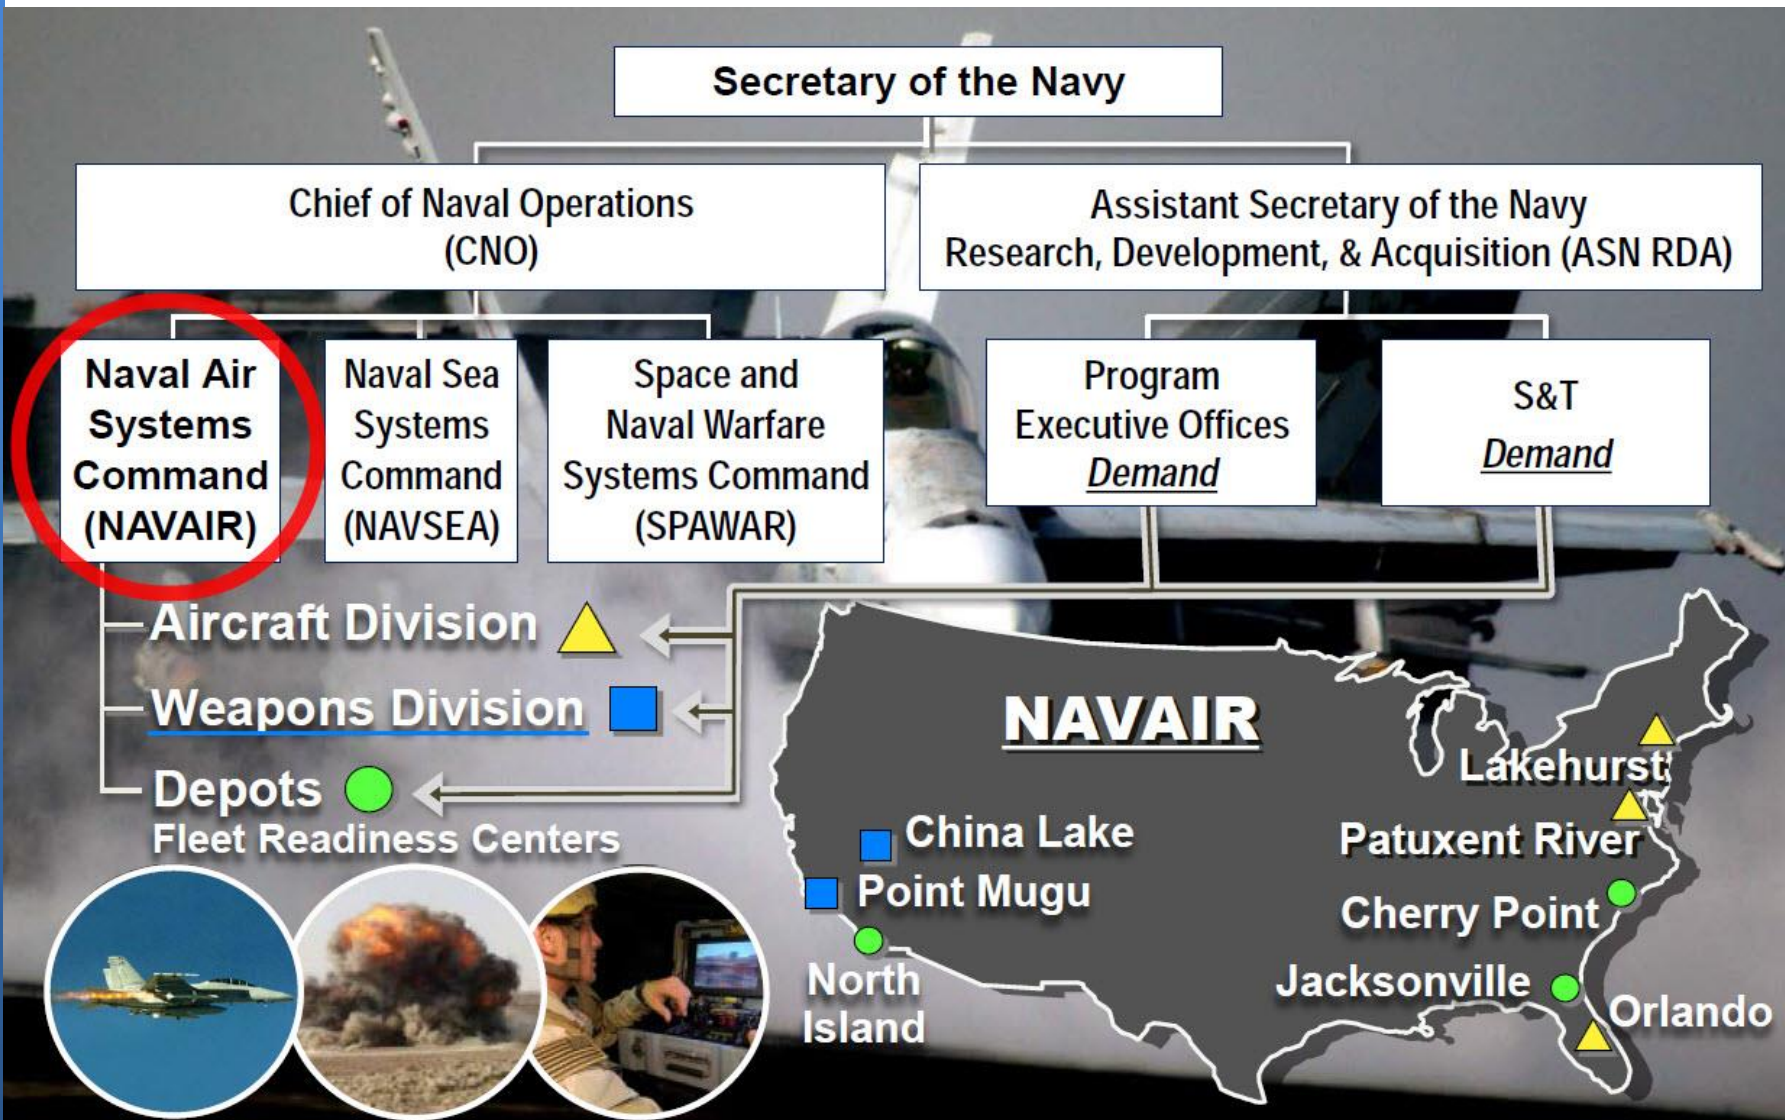 Secretary of the Navy
Chief of Naval Operations
(CNO)
Assistant Secretary of the Navy
Research, Development, & Acquisition (ASN RDA)
Naval Air
Systems
Command
(NAVAIR)
Naval Sea
Systems
Command
(NAVSEA)
Space and
Naval Warfare
Systems Command
(SPAWAR)
Program
Executive Offices
Demand
S&T
Demand
Aircraft Division
Weapons Division
Depots
Fleet Readiness Centers
NAVAIR
Lakehurst
Patuxent River
China Lake
Point Mugu
Cherry Point
North
Island
Jacksonville
Orlando